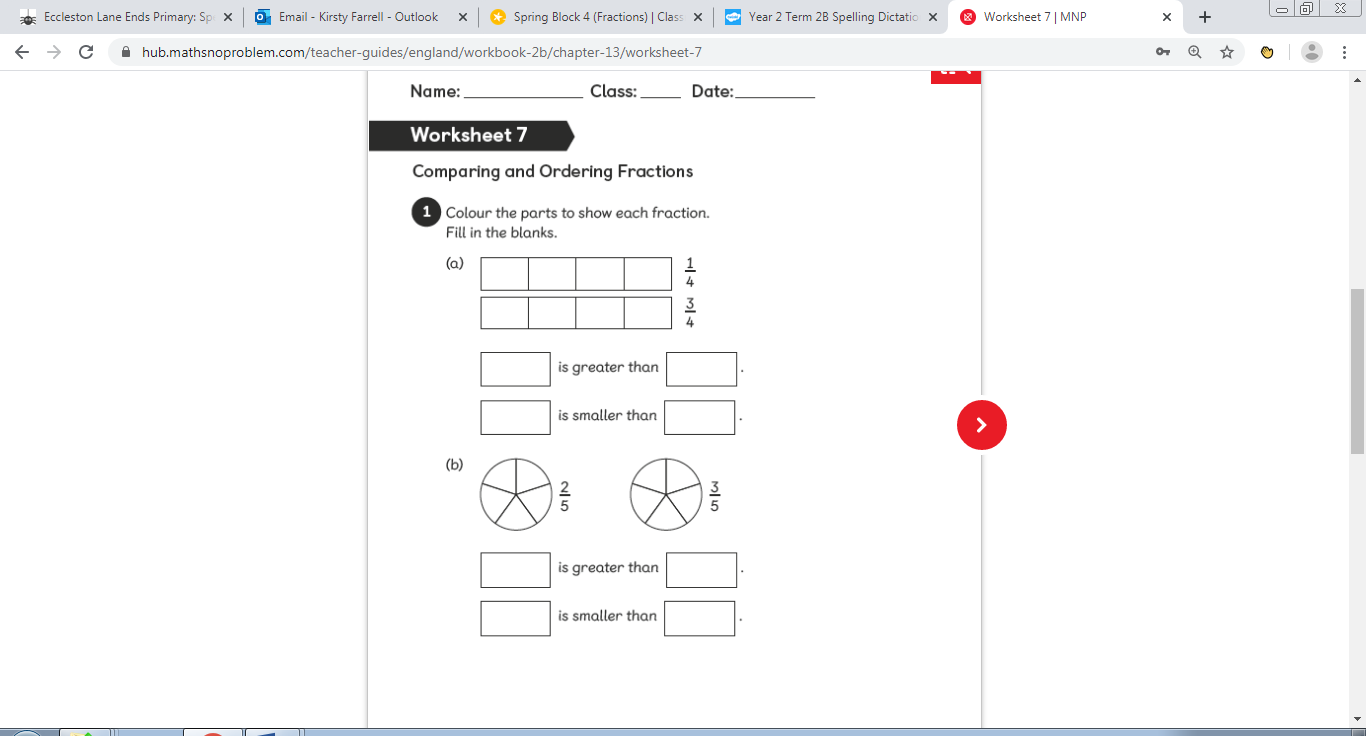 Eccleston Lane Ends Primary: Sp
Email - Kirsty Farrell - Outlook
Spring Block 4 (Fractions) | Class
Year 2 Term 2B Spelling Dictatio
Worksheet 7 | MNP
hub.mathsnoproblem.com/teacher-guides/england/workbook-2b/chapter-13/worksheet-7
Name: Class: Date:
Worksheet 7
Comparing and Ordering Fractions
1 Colour the parts to show each fraction.
Fill in the blanks.
(a)
1/4
3/4
is greater than .
is smaller than .
(b)
2/5 3/5
is greater than .
is smaller than .